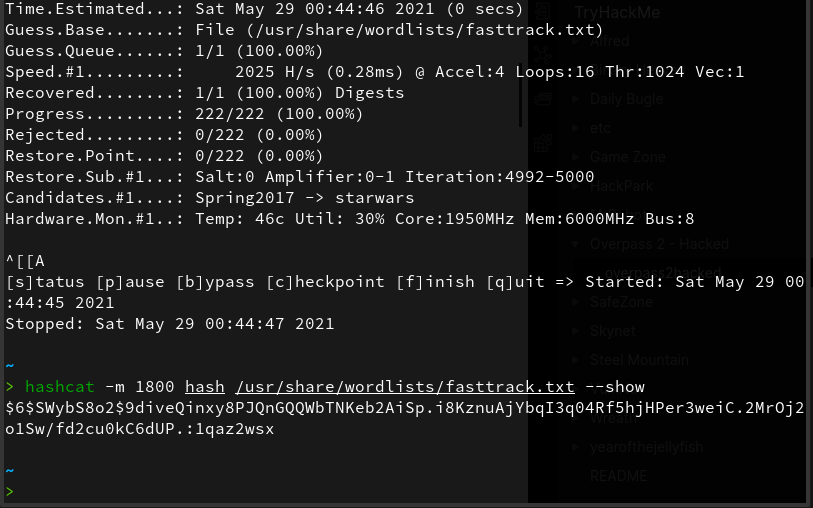 Time.Estimated...: Sat May 29 00:44:46 2021 (0 secs)
Guess.Base.......: File (/usr/share/wordlists/fasttrack.txt)
Guess.Queue......: 1/1 (100.00%)
Speed.#1.........:     2025 H/s (0.28ms) @ Accel:4 Loops:16 Thr:1024 Vec:1
Recovered........: 1/1 (100.00%) Digests
Progress.........: 222/222 (100.00%)
Rejected.........: 0/222 (0.00%)
Restore.Point....: 0/222 (0.00%)
Restore.Sub.#1...: Salt:0 Amplifier:0-1 Iteration:4992-5000
Candidates.#1....: Spring2017 -> starwars
Hardware.Mon.#1..: Temp: 46c Util: 30% Core:1950MHz Mem:6000MHz Bus:8
^[[A
[s]tatus [p]ause [b]ypass [c]heckpoint [f]inish [q]uit => Started: Sat May 29 00
:44:45 2021
Stopped: Sat May 29 00:44:47 2021
~
> hashcat -m 1800 hash /usr/share/wordlists/fasttrack.txt --show
$6$SWybS8o2$9diveQinxy8PJQnGQQWbTNKeb2AiSp.i8KznuAjYbqI3q04Rf5hjHPer3weiC.2MrOj2
o1Sw/fd2cu0kC6dUP.:1qaz2wsx
~
>
TryHackMe
Alfred
Daily Bugle
etc
Game Zone
HackPark
Overpass 2 - Hacked
overpass2hacked
SafeZone
Skynet
Steel Mountain
Wreath
yearofthejellyfish
README